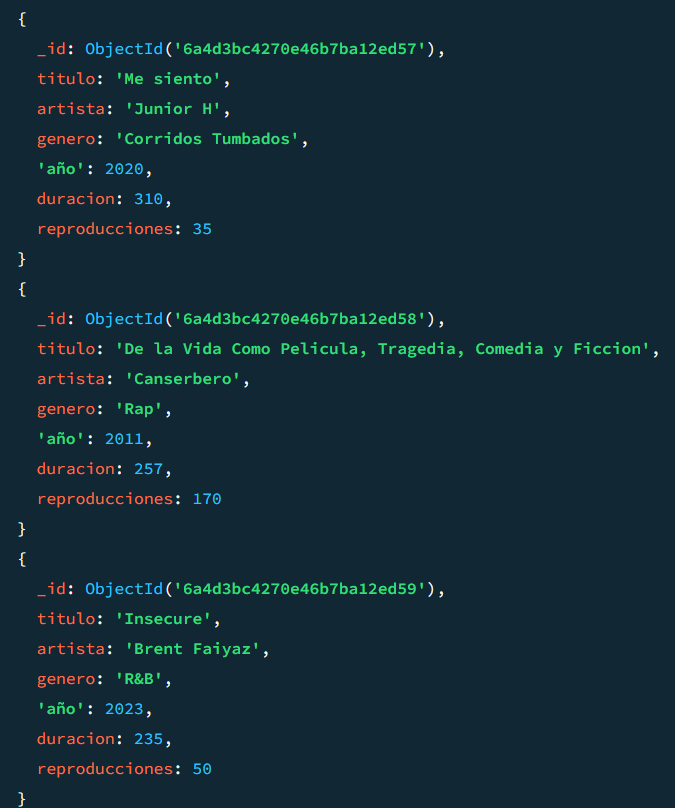 {
_id: ObjectId('6a4d3bc4270e46b7ba12ed57'),
titulo: 'Me siento',
artista: 'Junior H',
genero: 'Corridos Tumbados',
'año': 2020,
duracion: 310,
reproducciones: 35
}
{
_id: ObjectId('6a4d3bc4270e46b7ba12ed58'),
titulo: 'De la Vida Como Pelicula, Tragedia, Comedia y Ficcion',
artista: 'Canserbero',
genero: 'Rap',
'año': 2011,
duracion: 257,
reproducciones: 170
}
{
_id: ObjectId('6a4d3bc4270e46b7ba12ed59'),
titulo: 'Insecure',
artista: 'Brent Faiyaz',
genero: 'R&B',
'año': 2023,
duracion: 235,
reproducciones: 50
}